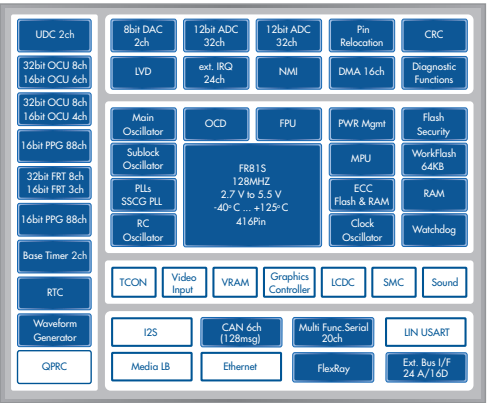 UDC 2ch
32bit OCU 8ch
16bit OCU 6ch
32bit OCU 8ch
16bit OCU 4ch
16bit PPG 88ch
32bit FRT 8ch
16bit FRT 3ch
16bit PPG 88ch
Base Timer 2ch
RTC
Waveform
Generator
QPRC
8bit DAC
2ch
12bit ADC
32ch
12bit ADC
32ch
Pin
Relocation
CRC
LVD
ext. IRQ
24ch
NMI
DMA 16ch
Diagnostic
Functions
Main
Oscillator
OCD
FPU
PWR Mgmt
Flash
Security
Sublock
Oscillator
FR81S
128MHZ
2.7 V to 5.5 V
-40°C ... +125°C
416Pin
MPU
WorkFlash
64KB
PLLs
SSCG PLL
ECC
Flash & RAM
RAM
RC
Oscillator
Clock
Oscillator
Watchdog
TCON
Video
Input
VRAM
Graphics
Controller
LCDC
SMC
Sound
I2S
CAN 6ch
(128msg)
Multi Func.Serial
20ch
LIN USART
Media LB
Ethernet
FlexRay
Ext. Bus I/F
24 A/16D